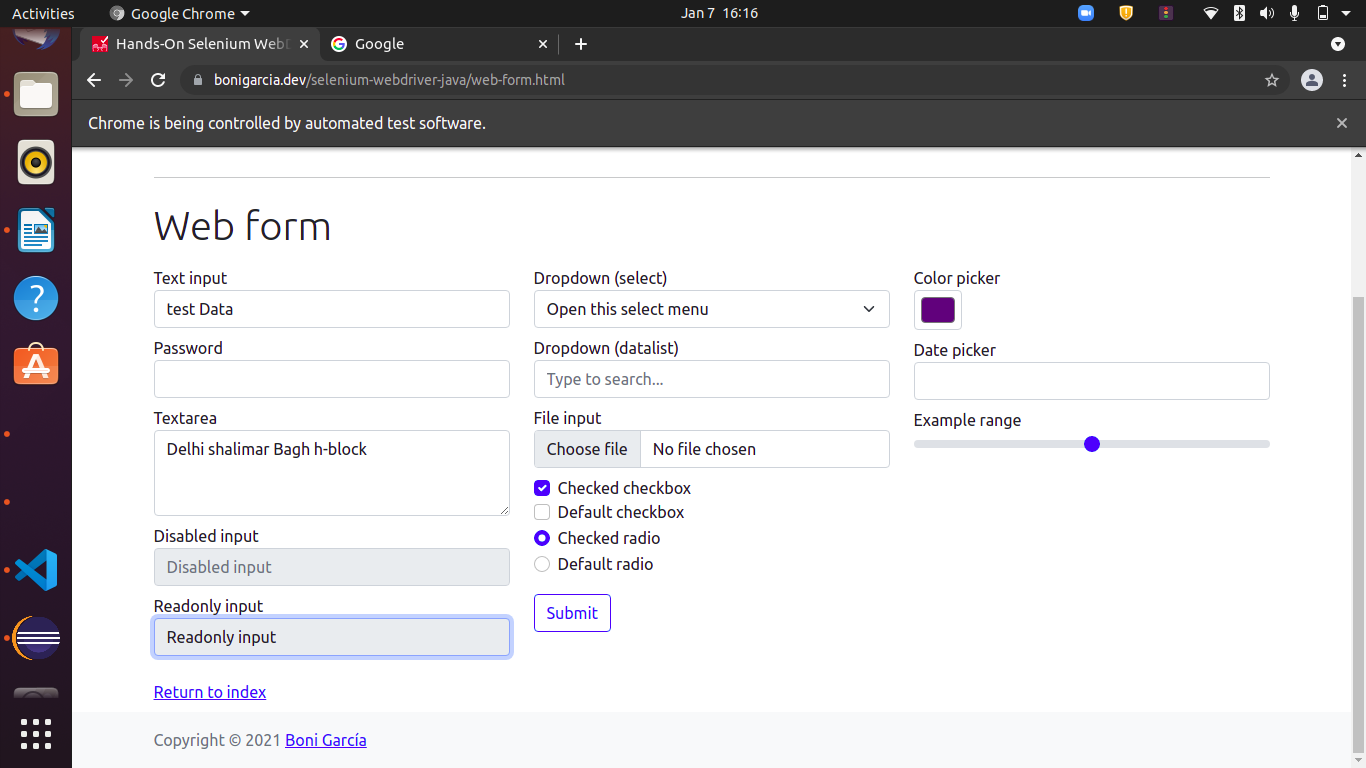 Activities
Google Chrome
Jan 7 16:16
Hands-On Selenium WebD
Google
bonigarcia.dev/selenium-webdriver-java/web-form.html
Chrome is being controlled by automated test software.
Web form
Text input
test Data
Password
Textarea
Delhi shalimar Bagh h-block
Disabled input
Disabled input
Readonly input
Readonly input
Return to index
Dropdown (select)
Open this select menu
Dropdown (datalist)
Type to search...
File input
Choose file No file chosen
Checked checkbox
Default checkbox
Checked radio
Default radio
Submit
Color picker
Date picker
Example range
Copyright © 2021 Boni García